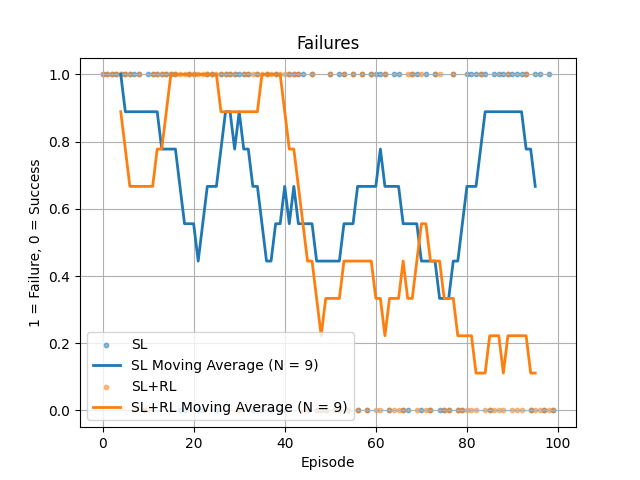 Failures
1.0
0.8
0.6
0.4
0.2
0.0
1 = Failure, 0 = Success
SL
SL Moving Average (N = 9)
SL+RL
SL+RL Moving Average (N = 9)
0
20
40
60
80
100
Episode